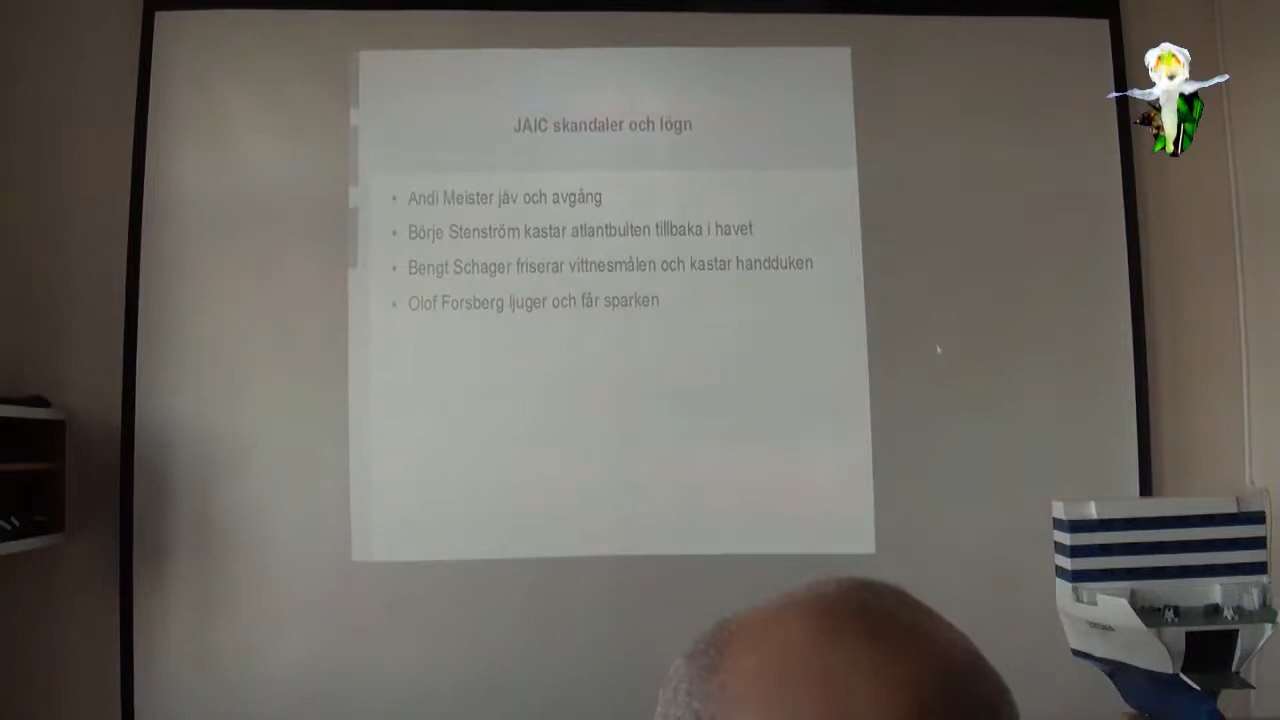 JAIC skandaler och lögn
• Andi Meister jäv och avgång
• Börje Stenström kastar atlantbulten tillbaka i havet
• Bengt Schager friserar vittnesmålen och kastar handduken
• Olof Forsberg ljuger och får sparken